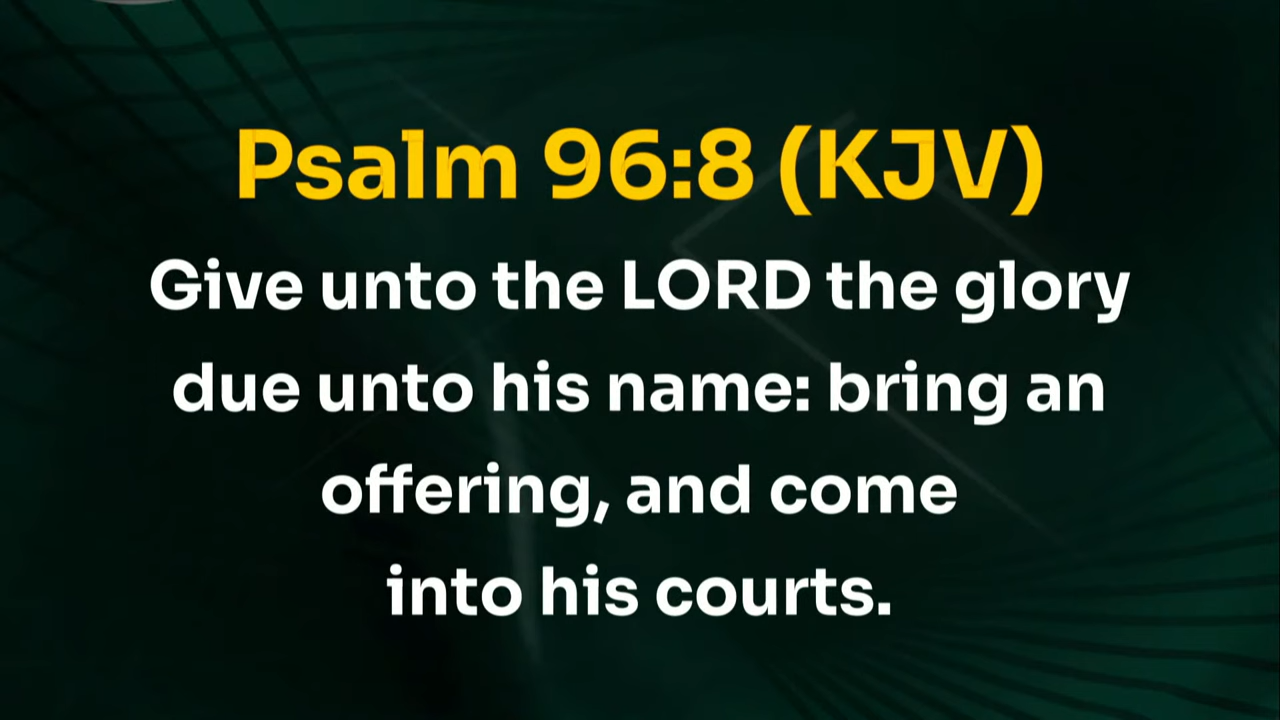 Psalm 96:8 (KJV)
Give unto the LORD the glory
due unto his name: bring an
offering, and come
into his courts.